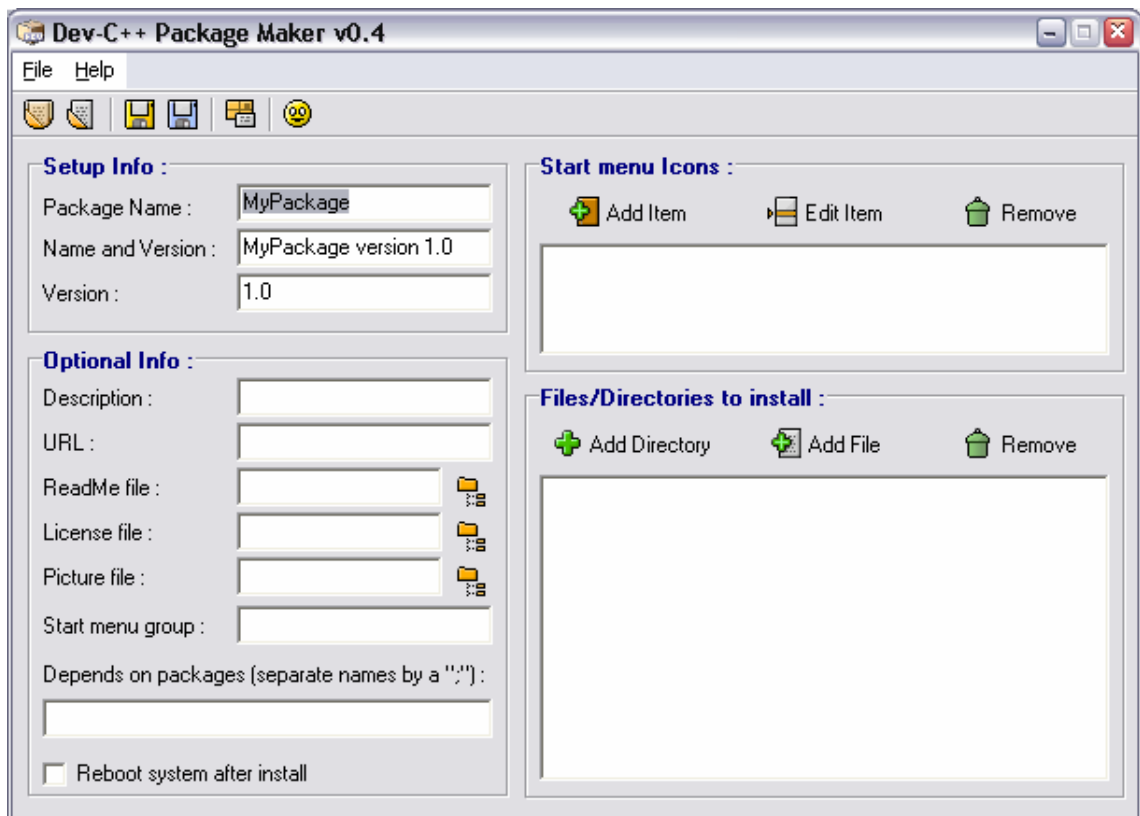 Dev-C++ Package Maker v0.4
File Help
Setup Info :
Package Name : MyPackage
Name and Version : MyPackage version 1.0
Version : 1.0
Optional Info :
Description :
URL :
ReadMe file :
License file :
Picture file :
Start menu group :
Depends on packages (separate names by a ";") :
Reboot system after install
Start menu Icons :
Add Item Edit Item Remove
Files/Directories to install :
Add Directory Add File Remove